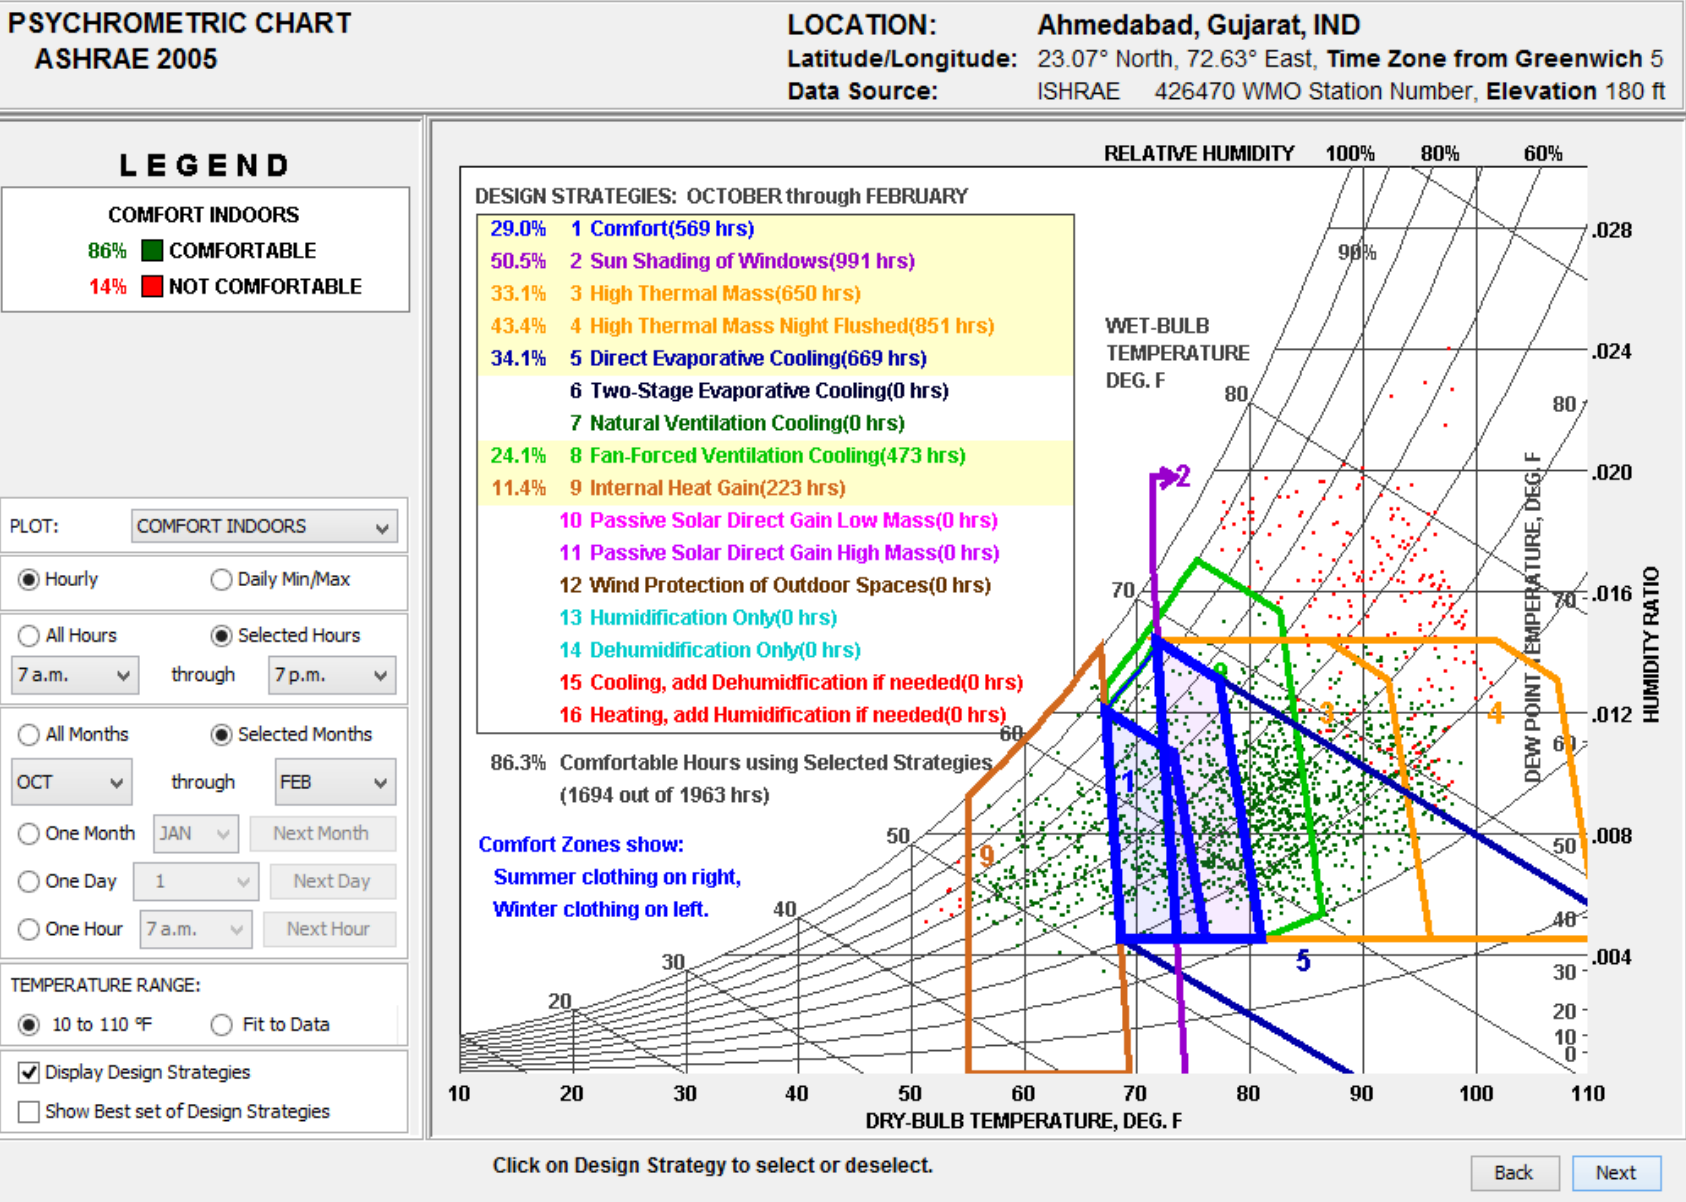 PSYCHROMETRIC CHART
ASHRAE 2005
LOCATION: Ahmedabad, Gujarat, IND
Latitude/Longitude: 23.07° North, 72.63° East, Time Zone from Greenwich 5
Data Source: ISHRAE 426470 WMO Station Number, Elevation 180 ft
LEGEND
COMFORT INDOORS
86% COMFORTABLE
14% NOT COMFORTABLE
PLOT: COMFORT INDOORS
Hourly Daily Min/Max
All Hours Selected Hours
7 a.m. through 7 p.m.
All Months Selected Months
OCT through FEB
One Month JAN Next Month
One Day 1 Next Day
One Hour 7 a.m. Next Hour
TEMPERATURE RANGE:
10 to 110 °F Fit to Data
Display Design Strategies
Show Best set of Design Strategies
RELATIVE HUMIDITY 100% 80% 60%
90%
DESIGN STRATEGIES: OCTOBER through FEBRUARY
29.0% 1 Comfort(569 hrs)
50.5% 2 Sun Shading of Windows(991 hrs)
33.1% 3 High Thermal Mass(650 hrs)
43.4% 4 High Thermal Mass Night Flushed(851 hrs)
34.1% 5 Direct Evaporative Cooling(669 hrs)
6 Two-Stage Evaporative Cooling(0 hrs)
7 Natural Ventilation Cooling(0 hrs)
24.1% 8 Fan-Forced Ventilation Cooling(473 hrs)
11.4% 9 Internal Heat Gain(223 hrs)
10 Passive Solar Direct Gain Low Mass(0 hrs)
11 Passive Solar Direct Gain High Mass(0 hrs)
12 Wind Protection of Outdoor Spaces(0 hrs)
13 Humidification Only(0 hrs)
14 Dehumidification Only(0 hrs)
15 Cooling, add Dehumidfication if needed(0 hrs)
16 Heating, add Humidification if needed(0 hrs)
86.3% Comfortable Hours using Selected Strategies
(1694 out of 1963 hrs)
Comfort Zones show:
Summer clothing on right,
Winter clothing on left.
WET-BULB
TEMPERATURE
DEG. F
20
30
40
50
60
70
80
1
2
3
4
5
9
DEW POINT TEMPERATURE, DEG. F
80
70
60
50
40
30
20
10
0
.028
.024
.020
.016
.012
.008
.004
HUMIDITY RATIO
10 20 30 40 50 60 70 80 90 100 110
DRY-BULB TEMPERATURE, DEG. F
Click on Design Strategy to select or deselect.
Back Next